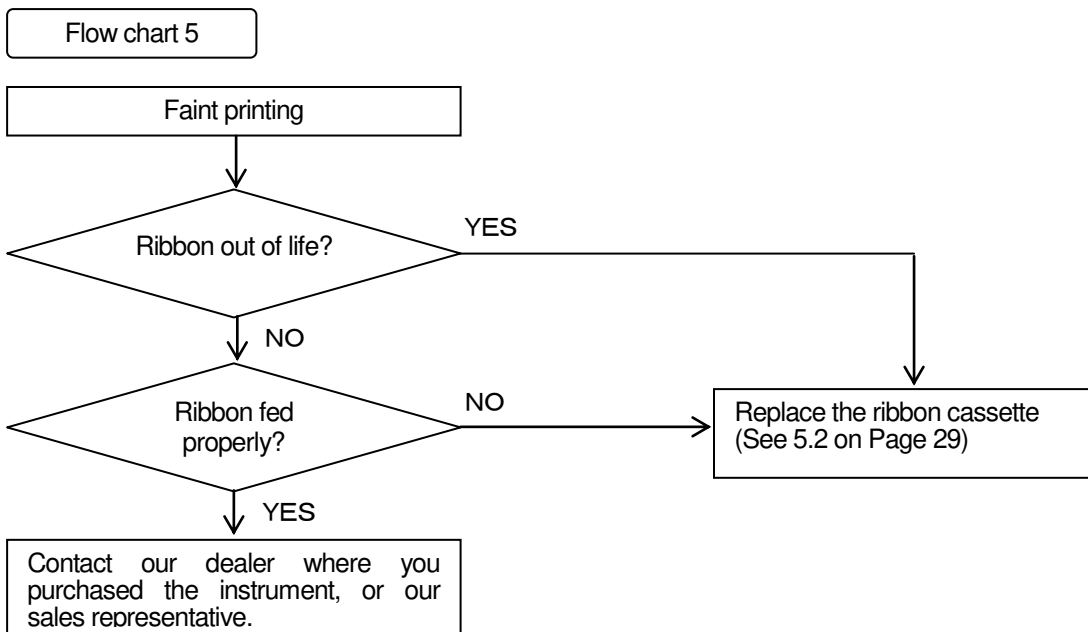 Flow chart 5
Faint printing
Ribbon out of life?
YES
NO
Ribbon fed
properly?
NO
Replace the ribbon cassette
(See 5.2 on Page 29)
YES
Contact our dealer where you
purchased the instrument, or our
sales representative.